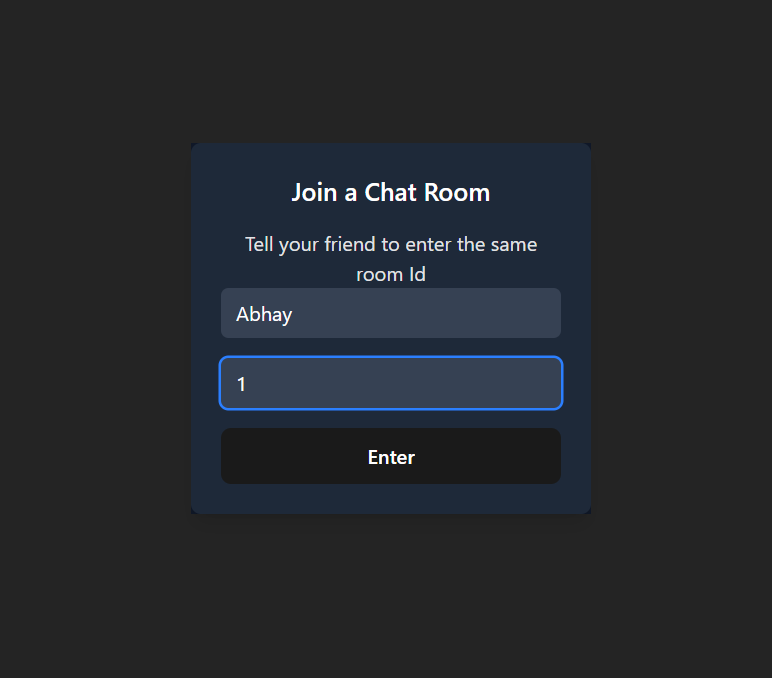 Join a Chat Room
Tell your friend to enter the same
room Id
Abhay
1
Enter